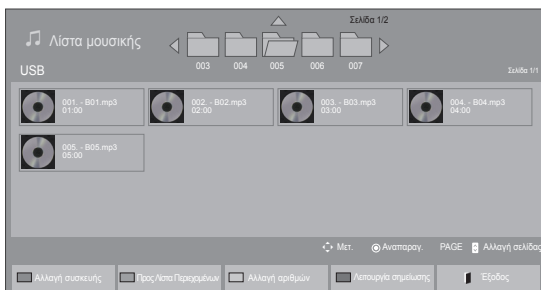 Σελίδα 1/2
Λίστα μουσικής
003 004 005 006 007
USB
Σελίδα 1/1
001. - B01.mp3 002. - B02.mp3 003. - B03.mp3 004. - B04.mp3
01:00 02:00 03:00 04:00
005. - B05.mp3
05:00
Μετ. Αναπαραγ. PAGE Αλλαγή σελίδας
Αλλαγή συσκευής Προς Λίστα Περιεχομένων Αλλαγή αριθμών Λειτουργία σημείωσης Έξοδος